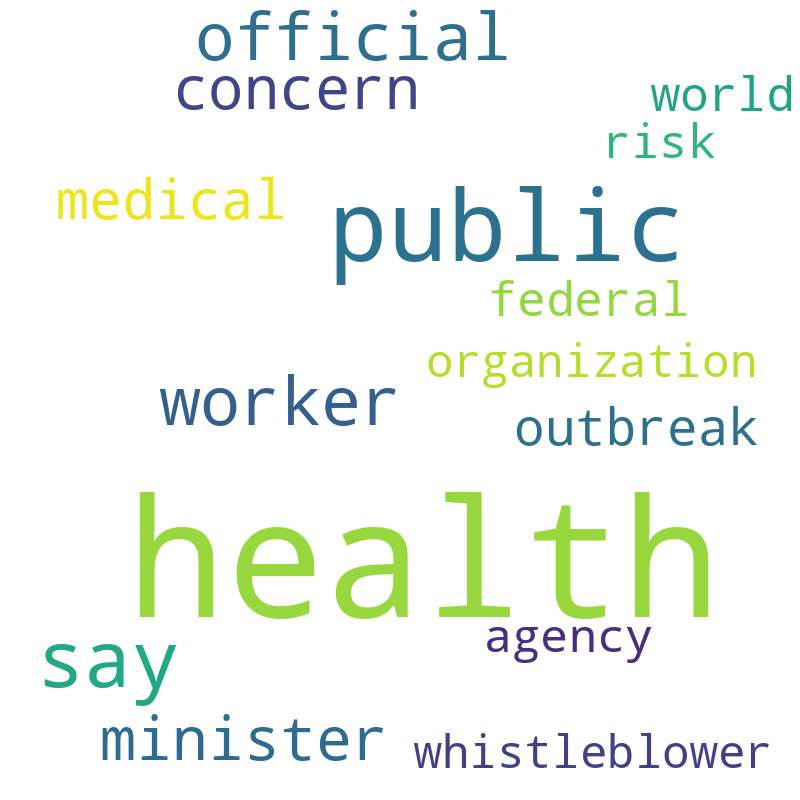 official
concern
world
risk
medical
public
federal
organization
worker
outbreak
health
say
agency
minister
whistleblower